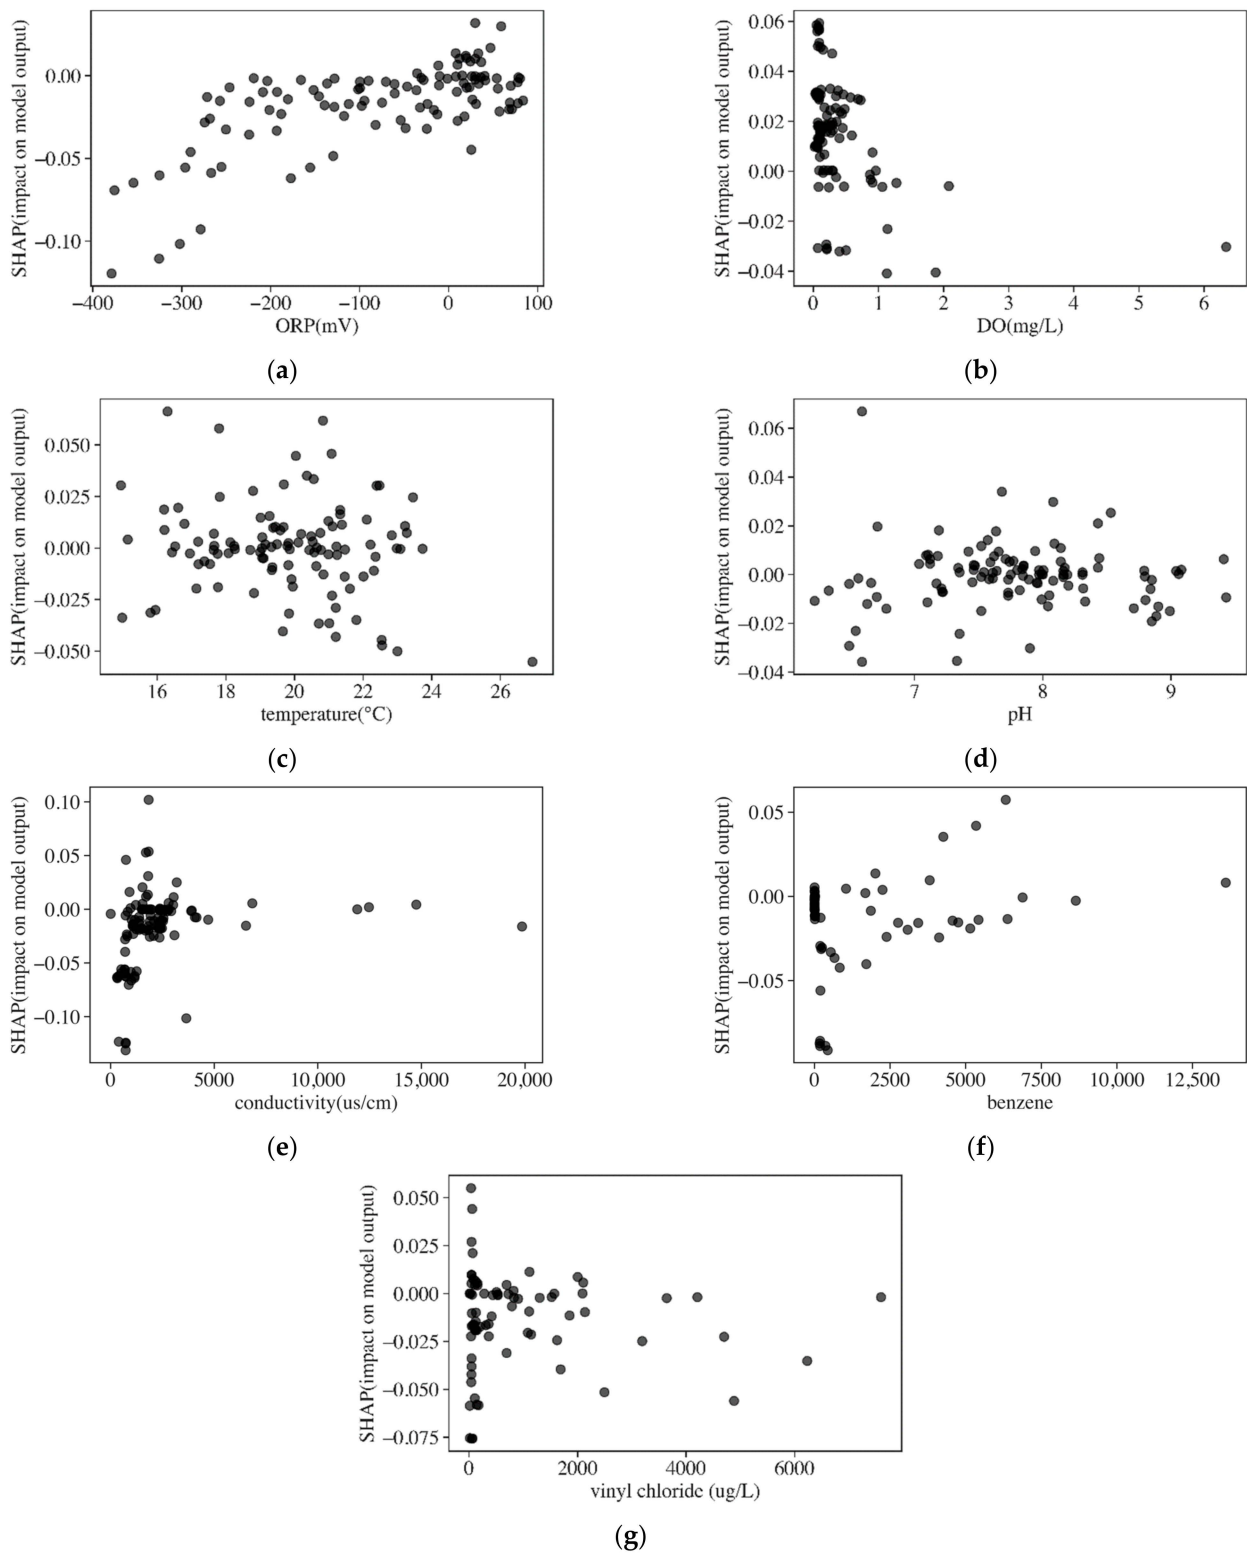 SHAP(impact on model output)
0.00
−0.05
−0.10
−400 −300 −200 −100 0 100
ORP(mV)
(a)
SHAP(impact on model output)
0.06
0.04
0.02
0.00
−0.02
−0.04
0 1 2 3 4 5 6
DO(mg/L)
(b)
SHAP(impact on model output)
0.050
0.025
0.000
−0.025
−0.050
16 18 20 22 24 26
temperature(°C)
(c)
SHAP(impact on model output)
0.06
0.04
0.02
0.00
−0.02
−0.04
7 8 9
pH
(d)
SHAP(impact on model output)
0.10
0.05
0.00
−0.05
−0.10
0 5000 10,000 15,000 20,000
conductivity(us/cm)
(e)
SHAP(impact on model output)
0.05
0.00
−0.05
0 2500 5000 7500 10,000 12,500
benzene
(f)
SHAP(impact on model output)
0.050
0.025
0.000
−0.025
−0.050
−0.075
0 2000 4000 6000
vinyl chloride (ug/L)
(g)